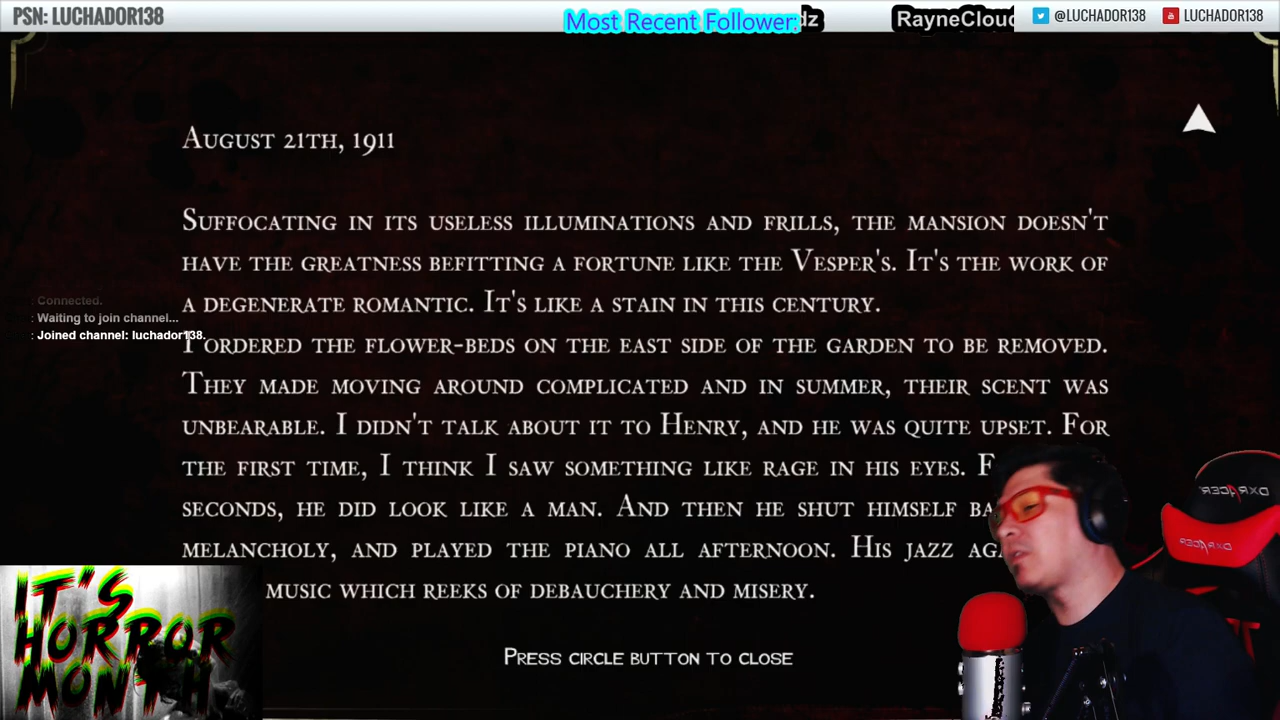 PSN: LUCHADOR138
Most Recent Follower: dz RayneCloud
@LUCHADOR138
LUCHADOR138
August 21th, 1911
Suffocating in its useless illuminations and frills, the mansion doesn't
have the greatness befitting a fortune like the Vesper's. It's the work of
a degenerate romantic. It's like a stain in this century.
I ordered the flower-beds on the east side of the garden to be removed.
They made moving around complicated and in summer, their scent was
unbearable. I didn't talk about it to Henry, and he was quite upset. For
the first time, I think I saw something like rage in his eyes.
seconds, he did look like a man. And then he shut himself
melancholy, and played the piano all afternoon. His jazz
music which reeks of debauchery and misery.
: Connected.
: Waiting to join channel...
: Joined channel: luchador138.
Press circle button to close
IT'S
HORROR
MONTH
DXRACER
DXRACER